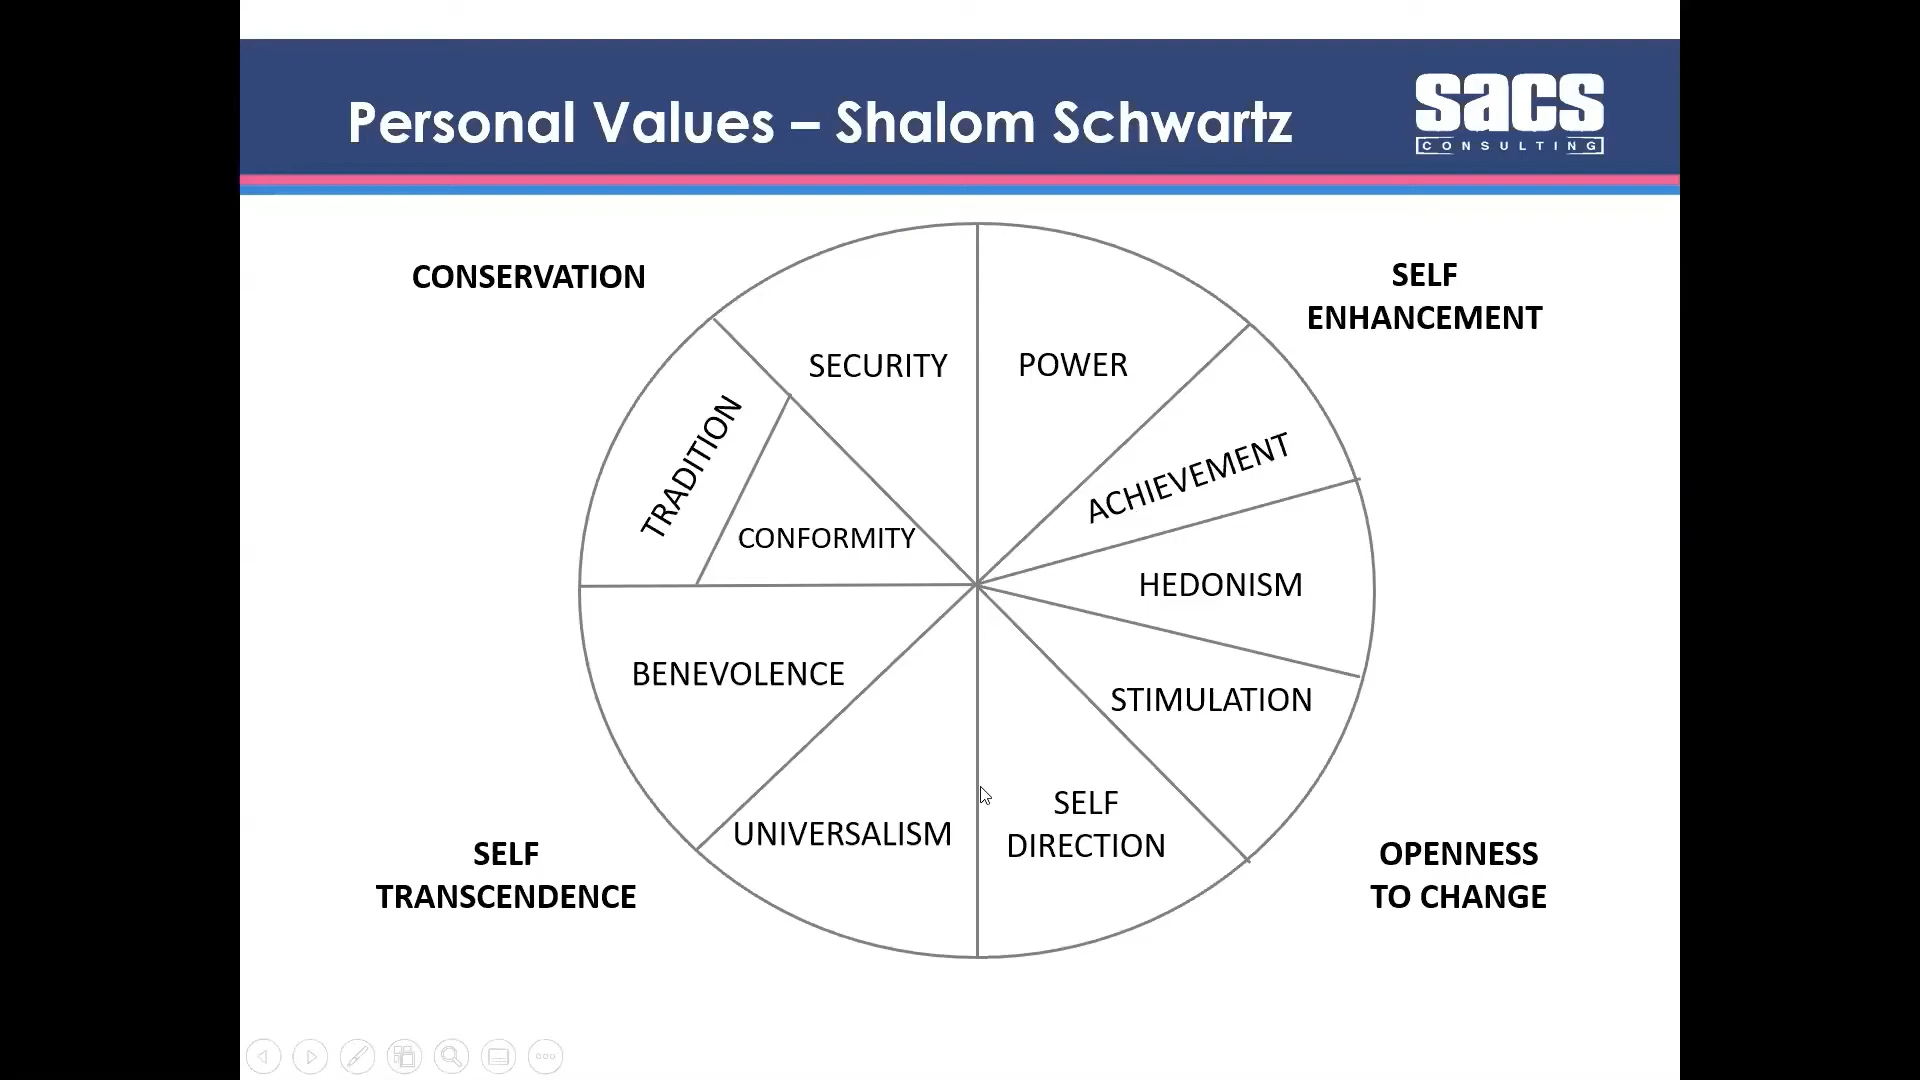 Personal Values – Shalom Schwartz
sacs
CONSULTING
CONSERVATION
SELF
ENHANCEMENT
SECURITY
POWER
TRADITION
ACHIEVEMENT
CONFORMITY
HEDONISM
BENEVOLENCE
STIMULATION
UNIVERSALISM
SELF
DIRECTION
SELF
TRANSCENDENCE
OPENNESS
TO CHANGE